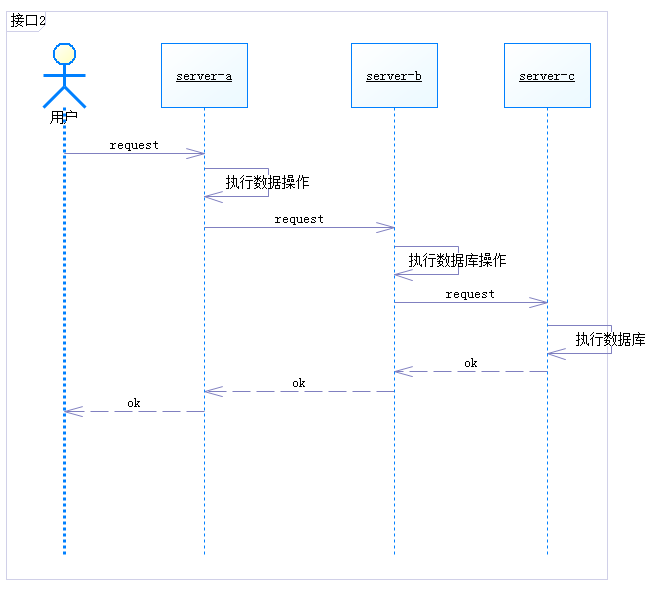 接口2
server-a
server-b
server-c
用户
request
执行数据操作
request
执行数据库操作
request
执行数据库
ok
ok
ok